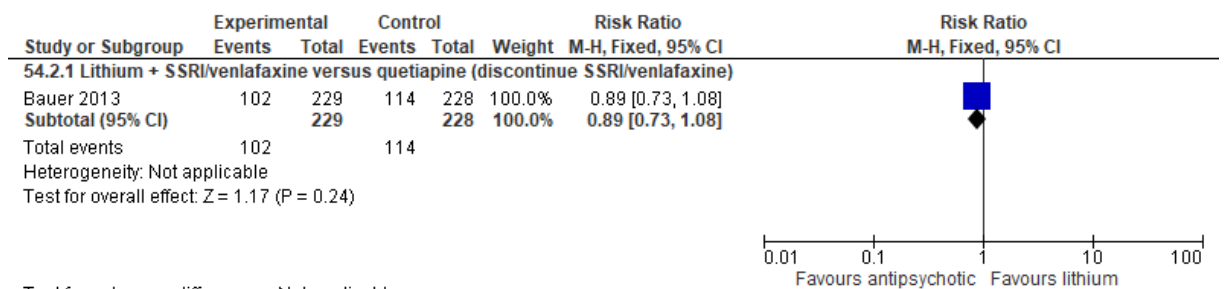 Experimental Control Risk Ratio Risk Ratio
Study or Subgroup Events Total Events Total Weight M-H, Fixed, 95% CI M-H, Fixed, 95% CI
54.2.1 Lithium + SSRI/venlafaxine versus quetiapine (discontinue SSRI/venlafaxine)
Bauer 2013 102 229 114 228 100.0% 0.89 [0.73, 1.08]
Subtotal (95% CI) 229 228 100.0% 0.89 [0.73, 1.08]
Total events 102 114
Heterogeneity: Not applicable
Test for overall effect: Z = 1.17 (P = 0.24)
0.01 0.1 1 10 100
Favours antipsychotic Favours lithium